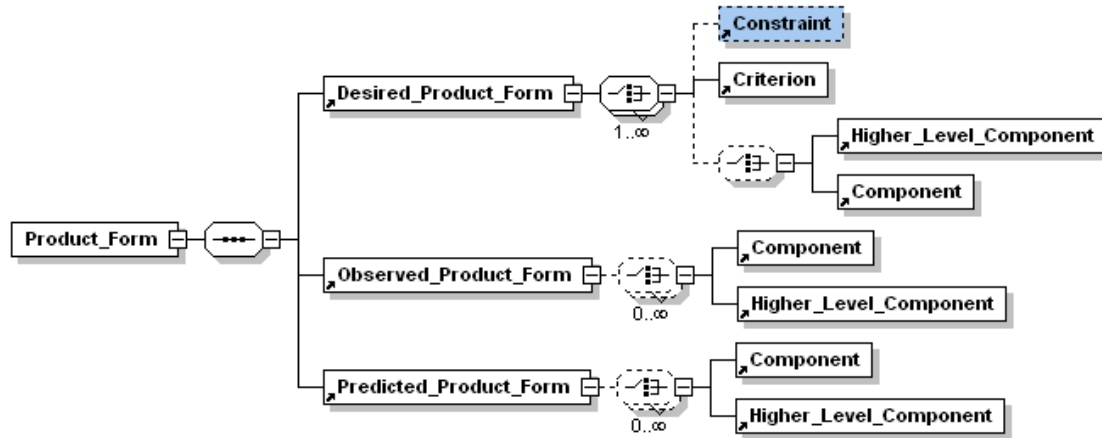 Constraint
Desired_Product_Form
Criterion
1..∞
Higher_Level_Component
Component
Product_Form
Component
Observed_Product_Form
0..∞
Higher_Level_Component
Component
Predicted_Product_Form
0..∞
Higher_Level_Component